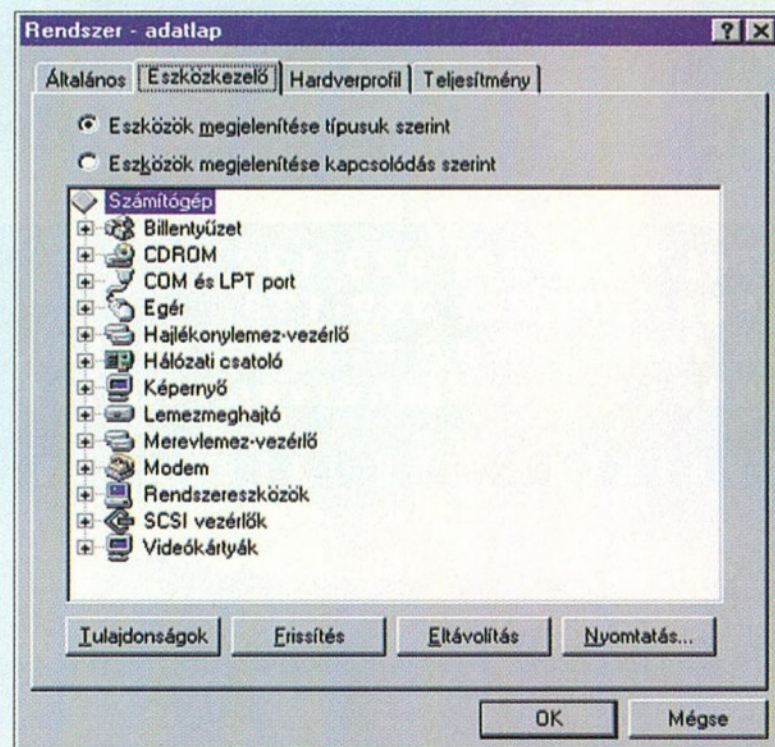 Rendszer - adatlap
Általános Eszközkezelő Hardverprofil Teljesítmény
Eszközök megjelenítése típusuk szerint
Eszközök megjelenítése kapcsolódás szerint
Számítógép
Billentyűzet
CDROM
COM és LPT port
Egér
Hajlékonylemez-vezérlő
Hálózati csatoló
Képernyő
Lemezmeghajtó
Merevlemez-vezérlő
Modem
Rendszereszközök
SCSI vezérlők
Videókártyák
Tulajdonságok Frissítés Eltávolítás Nyomtatás...
OK Mégse